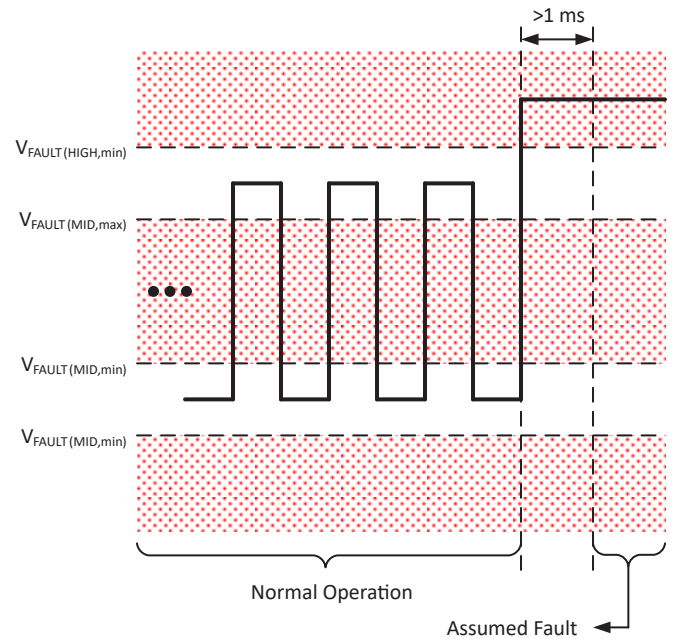 >1 ms
VFAULT(HIGH,min)
VFAULT(MID,max)
VFAULT(MID,min)
VFAULT(MID,min)
Normal Operation
Assumed Fault